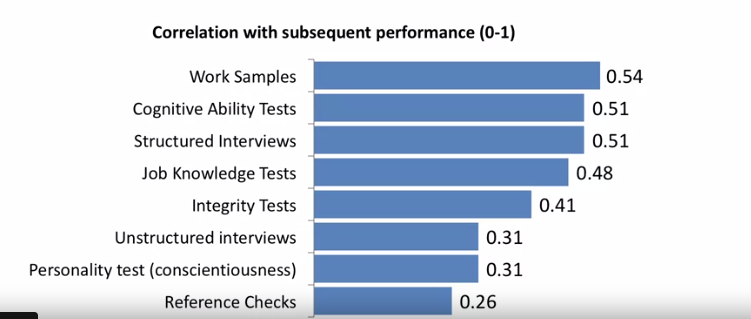 Correlation with subsequent performance (0-1)
Work Samples 0.54
Cognitive Ability Tests 0.51
Structured Interviews 0.51
Job Knowledge Tests 0.48
Integrity Tests 0.41
Unstructured interviews 0.31
Personality test (conscientiousness) 0.31
Reference Checks 0.26